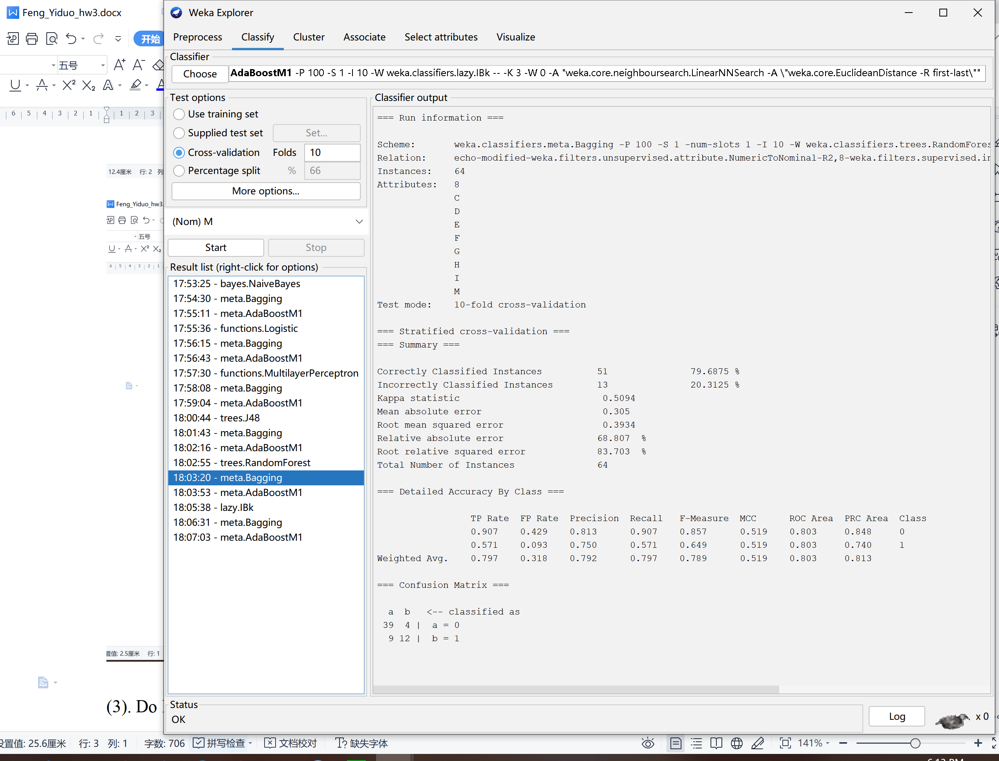 Feng_Yiduo_hw3.docx
开始
五号
6 5 4 3 2 1 1 2 3
12.4厘米 行: 2
Feng_Yiduo_hw3.
五号
6 5 4 3 2 1
置值: 2.5厘米 行: 1
(3). Do
Weka Explorer
Preprocess Classify Cluster Associate Select attributes Visualize
Classifier
Choose AdaBoostM1 -P 100 -S 1 -I 10 -W weka.classifiers.lazy.IBk -- -K 3 -W 0 -A "weka.core.neighboursearch.LinearNNSearch -A \"weka.core.EuclideanDistance -R first-last\""
Test options
Use training set
Supplied test set Set...
Cross-validation Folds 10
Percentage split % 66
More options...
(Nom) M
Start Stop
Result list (right-click for options)
17:53:25 - bayes.NaiveBayes
17:54:30 - meta.Bagging
17:55:11 - meta.AdaBoostM1
17:55:36 - functions.Logistic
17:56:15 - meta.Bagging
17:56:43 - meta.AdaBoostM1
17:57:30 - functions.MultilayerPerceptron
17:58:08 - meta.Bagging
17:59:04 - meta.AdaBoostM1
18:00:44 - trees.J48
18:01:43 - meta.Bagging
18:02:16 - meta.AdaBoostM1
18:02:55 - trees.RandomForest
18:03:20 - meta.Bagging
18:03:53 - meta.AdaBoostM1
18:05:38 - lazy.IBk
18:06:31 - meta.Bagging
18:07:03 - meta.AdaBoostM1
Classifier output
=== Run information ===
Scheme: weka.classifiers.meta.Bagging -P 100 -S 1 -num-slots 1 -I 10 -W weka.classifiers.trees.RandomFores
Relation: echo-modified-weka.filters.unsupervised.attribute.NumericToNominal-R2,8-weka.filters.supervised.in
Instances: 64
Attributes: 8
C
D
E
F
G
H
I
M
Test mode: 10-fold cross-validation
=== Stratified cross-validation ===
=== Summary ===
Correctly Classified Instances 51 79.6875 %
Incorrectly Classified Instances 13 20.3125 %
Kappa statistic 0.5094
Mean absolute error 0.305
Root mean squared error 0.3934
Relative absolute error 68.807 %
Root relative squared error 83.703 %
Total Number of Instances 64
=== Detailed Accuracy By Class ===
TP Rate FP Rate Precision Recall F-Measure MCC ROC Area PRC Area Class
0.907 0.429 0.813 0.907 0.857 0.519 0.803 0.848 0
0.571 0.093 0.750 0.571 0.649 0.519 0.803 0.740 1
Weighted Avg. 0.797 0.318 0.792 0.797 0.789 0.519 0.803 0.813
=== Confusion Matrix ===
a b <-- classified as
39 4 | a = 0
9 12 | b = 1
Status
OK
Log x 0
设置值: 25.6厘米 行: 3 列: 1 字数: 706 拼写检查 文档校对 缺失字体 141%